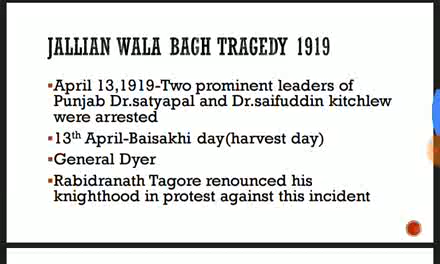 JALLIAN WALA BAGH TRAGEDY 1919
▪April 13,1919-Two prominent leaders of
Punjab Dr.satyapal and Dr.saifuddin kitchlew
were arrested
▪13th April-Baisakhi day(harvest day)
▪General Dyer
▪Rabidranath Tagore renounced his
knighthood in protest against this incident